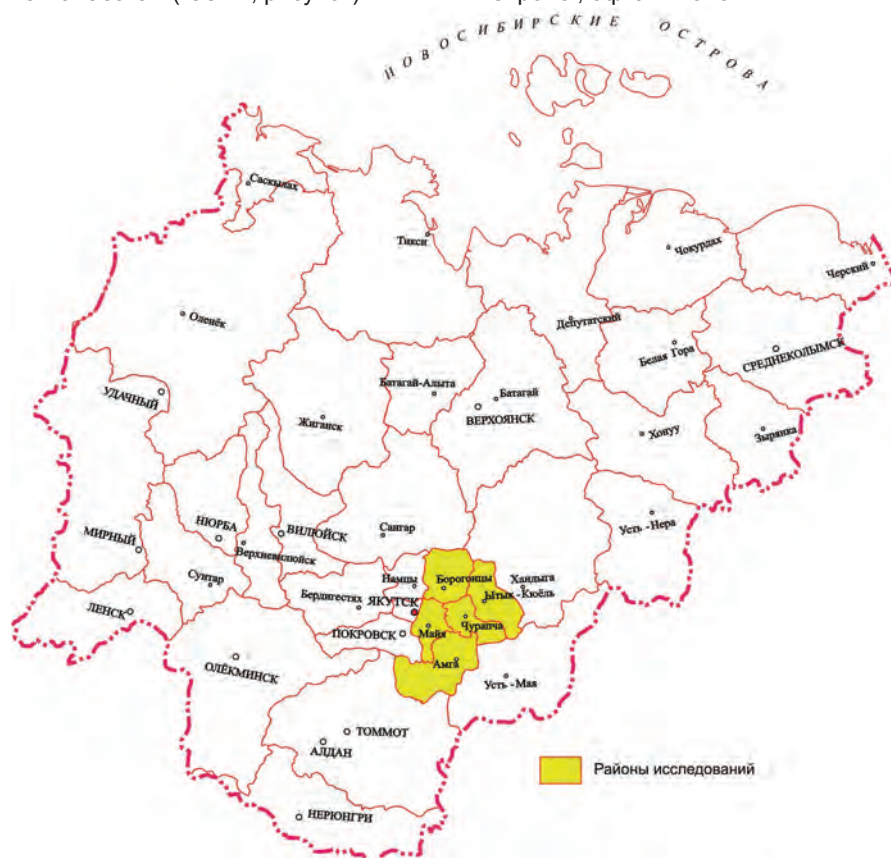 НОВОСИБИРСКИЕ ОСТРОВА
Саскылах
Тикси
Чокурдах
Черский
Оленёк
Депутатский
Белая Гора
СРЕДНЕКОЛЫМСК
УДАЧНЫЙ
Батагай-Алыта
Батагай
ВЕРХОЯНСК
Жиганск
Хонуу
Зырянка
Усть-Нера
НЮРБА
ВИЛЮЙСК
Сангар
МИРНЫЙ
Верхневилюйск
Сунтар
Намцы
Борогонцы
Хандыга
Бердигестях
ЯКУТСК
Ытык-Кюёль
ЛЕНСК
Чурапча
ПОКРОВСК
Майя
Амга
ОЛЁКМИНСК
Усть-Мая
ТОММОТ
АЛДАН
Районы исследований
НЕРЮНГРИ